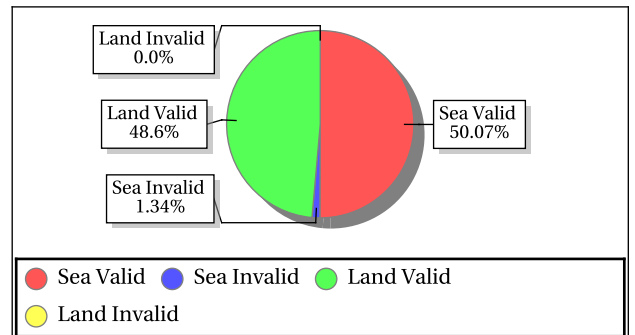 Land Invalid
0.0%
Land Valid
48.6%
Sea Valid
50.07%
Sea Invalid
1.34%
Sea Valid Sea Invalid Land Valid
Land Invalid